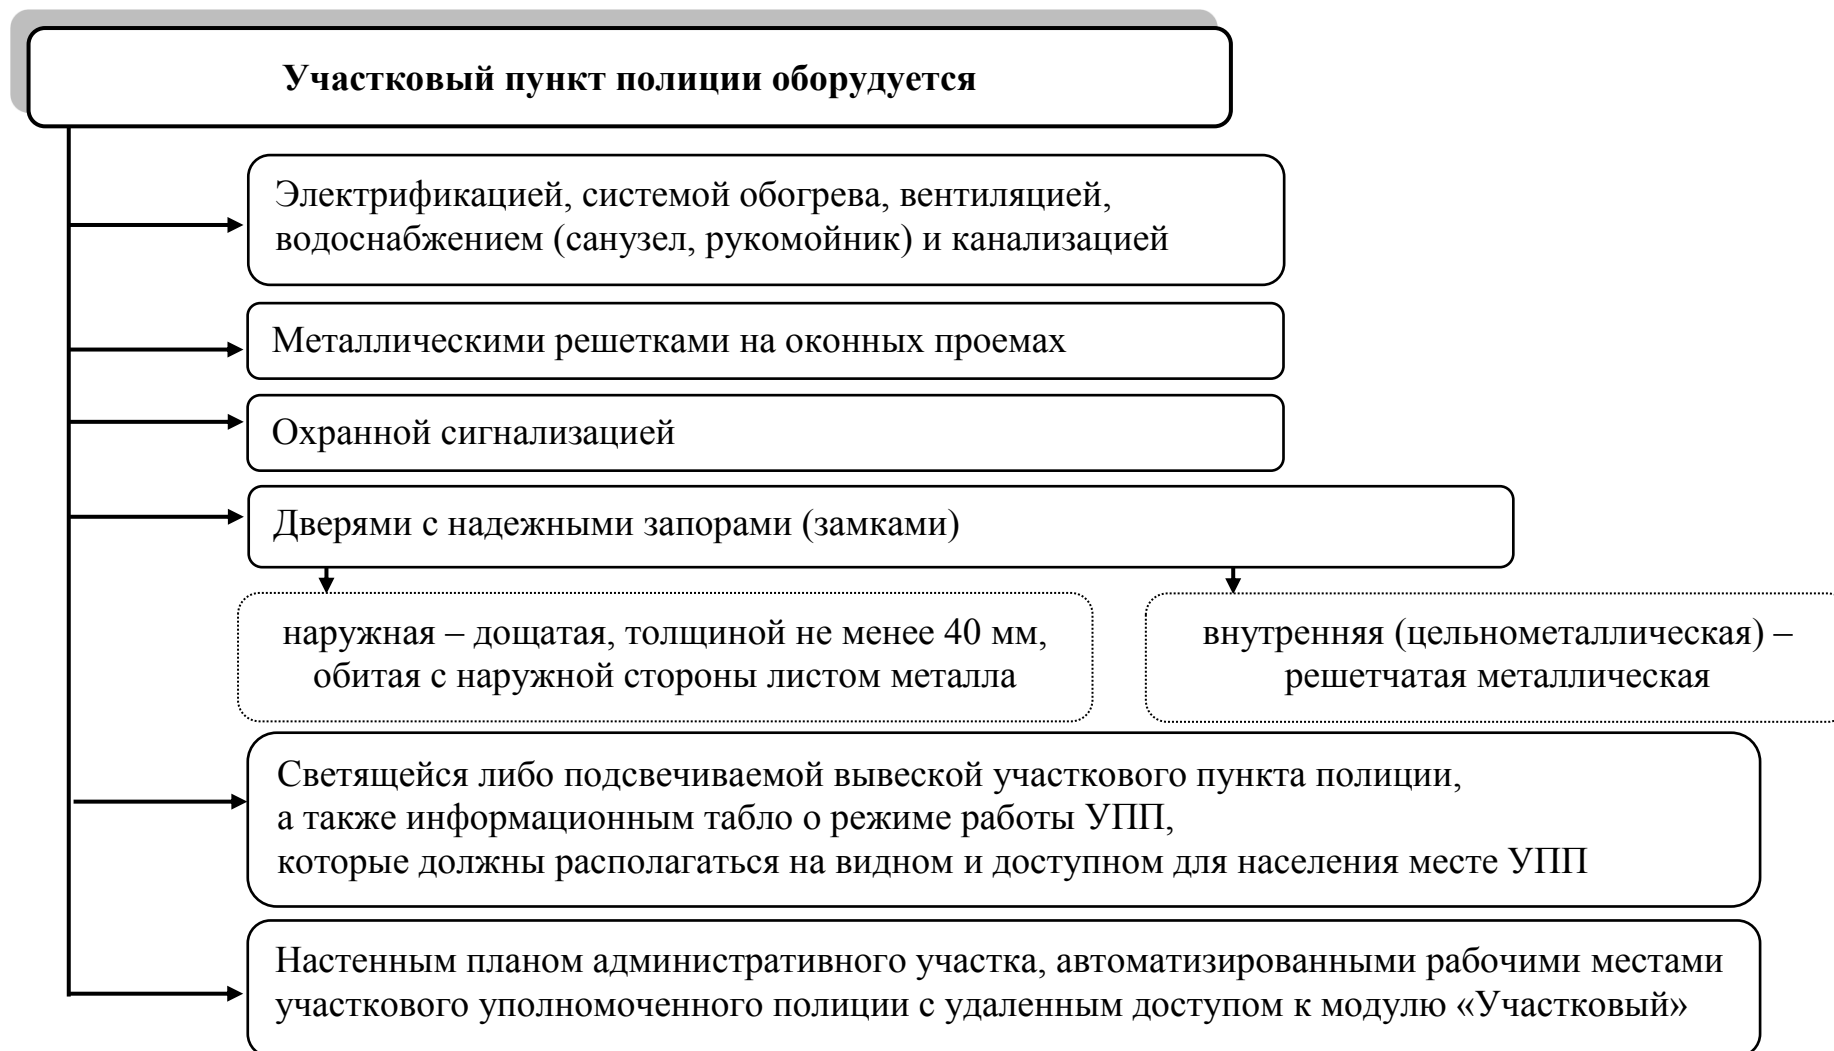 Участковый пункт полиции оборудуется
Электрификацией, системой обогрева, вентиляцией,
водоснабжением (санузел, рукомойник) и канализацией
Металлическими решетками на оконных проемах
Охранной сигнализацией
Дверями с надежными запорами (замками)
наружная – дощатая, толщиной не менее 40 мм,
обитая с наружной стороны листом металла
внутренняя (цельнометаллическая) –
решетчатая металлическая
Светящейся либо подсвечиваемой вывеской участкового пункта полиции,
а также информационным табло о режиме работы УПП,
которые должны располагаться на видном и доступном для населения месте УПП
Настенным планом административного участка, автоматизированными рабочими местами
участкового уполномоченного полиции с удаленным доступом к модулю «Участковый»